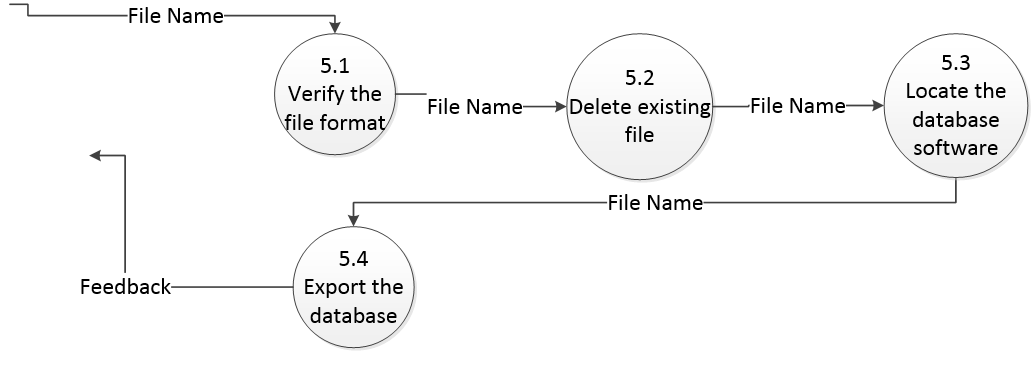 File Name
5.1
Verify the
file format
File Name
5.2
Delete existing
file
File Name
5.3
Locate the
database
software
File Name
5.4
Export the
database
Feedback